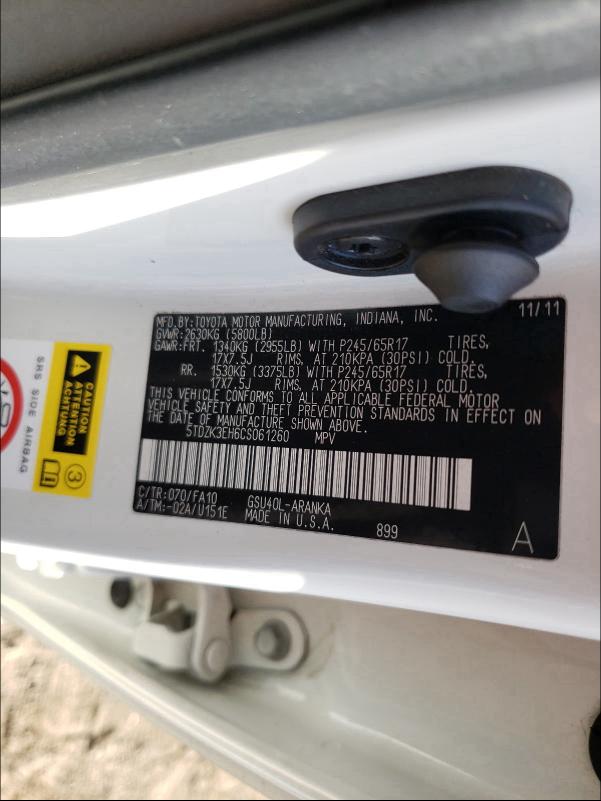 11/11
MFD.BY:TOYOTA MOTOR MANUFACTURING, INDIANA, INC.
GVWR:2630KG (5800LB)
GAWR:FRT. 1340KG (2955LB) WITH P245/65R17 TIRES,
17X7.5J RIMS, AT 210KPA (30PSI) COLD.
RR. 1530KG (3375LB) WITH P245/65R17 TIRES,
17X7.5J RIMS, AT 210KPA (30PSI) COLD.
THIS VEHICLE CONFORMS TO ALL APPLICABLE FEDERAL MOTOR
VEHICLE SAFETY AND THEFT PREVENTION STANDARDS IN EFFECT ON
THE DATE OF MANUFACTURE SHOWN ABOVE.
5TDZK3EH6CS061260 MPV
C/TR:070/FA10 GSU40L-ARANKA
A/TM:-02A/U151E MADE IN U.S.A. 899 A
SRS SIDE AIRBAG
CAUTION
ATTENTION
ACHTUNG
3